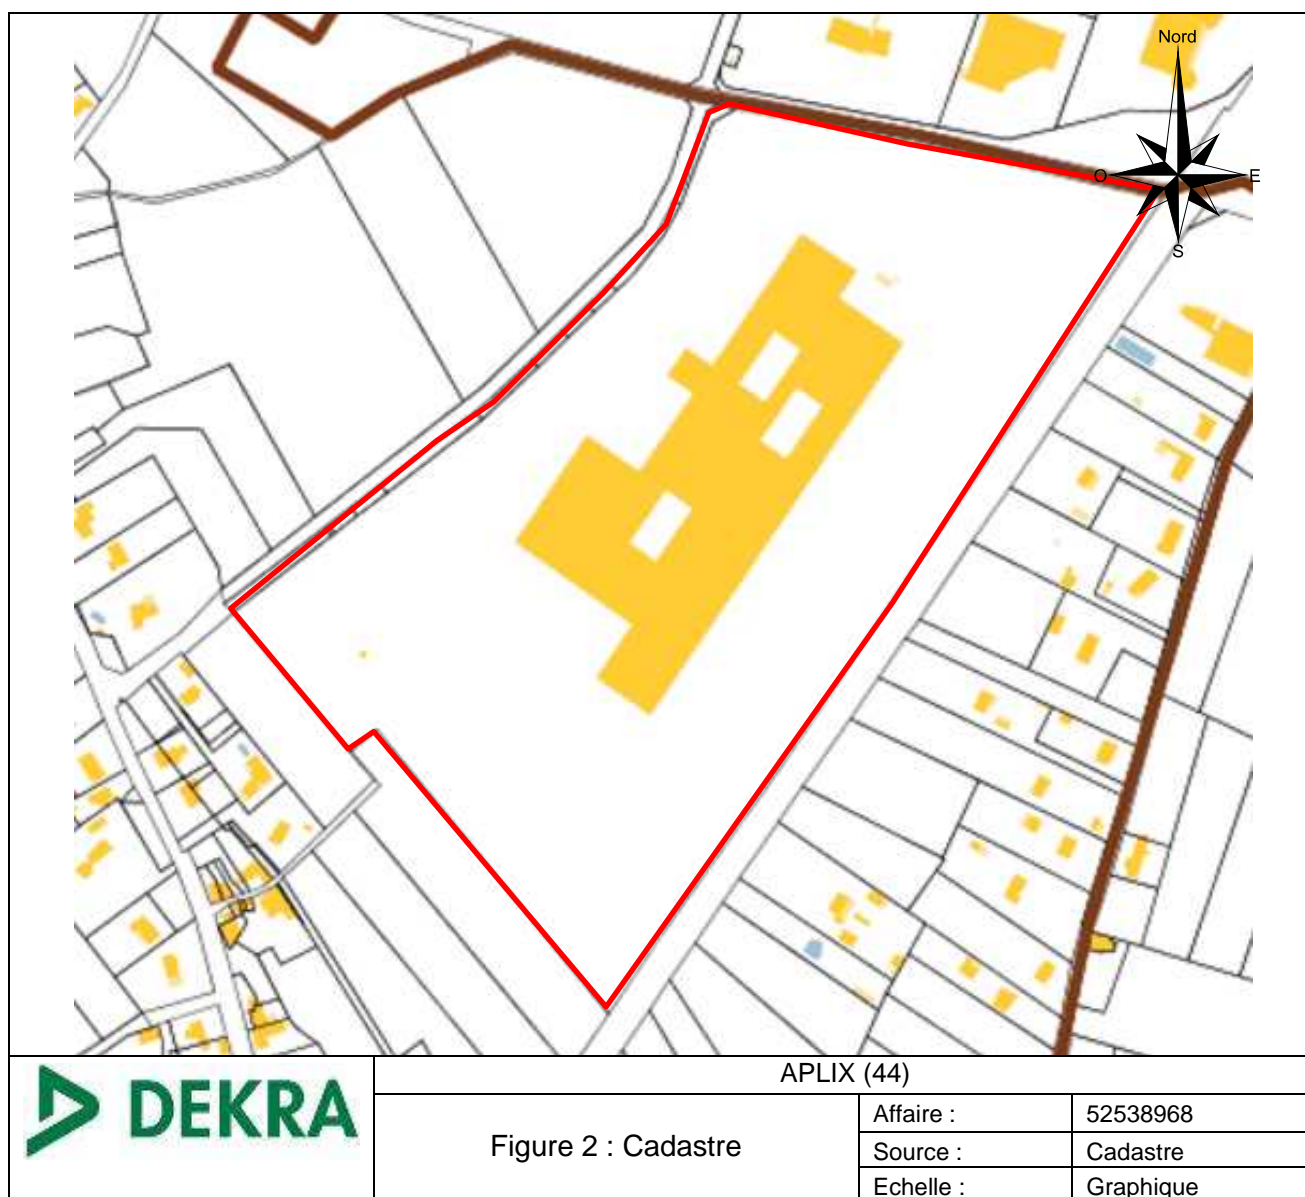 Nord
O
E
S
DEKRA
APLIX (44)
Figure 2 : Cadastre
Affaire :
52538968
Source :
Cadastre
Echelle :
Graphique